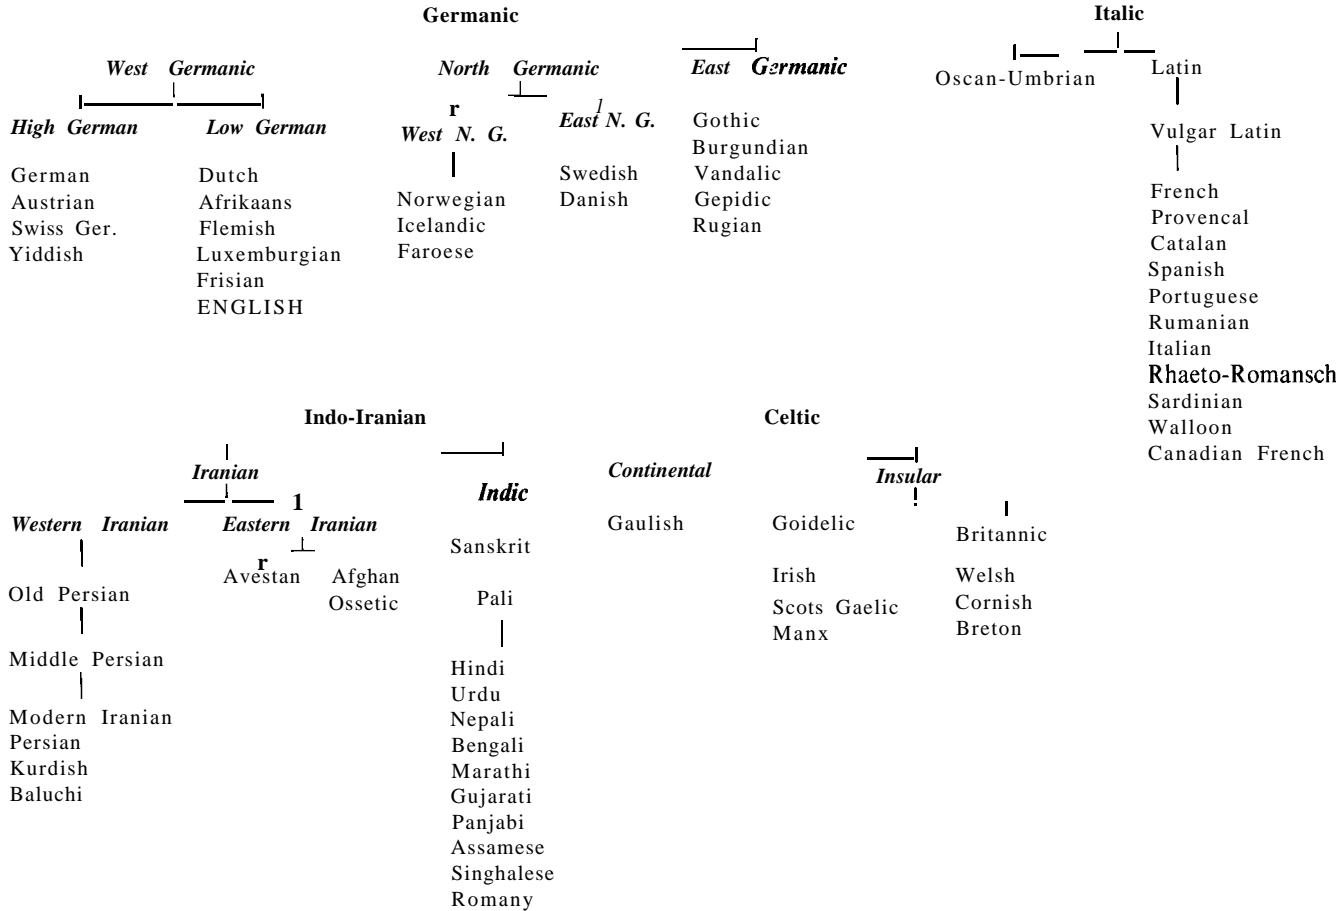 Germanic
West Germanic
High German
German
Austrian
Swiss Ger.
Yiddish
Low German
Dutch
Afrikaans
Flemish
Luxemburgian
Frisian
ENGLISH
North Germanic
West N. G.
Norwegian
Icelandic
Faroese
East N. G.
Swedish
Danish
East Germanic
Gothic
Burgundian
Vandalic
Gepidic
Rugian
Italic
Oscan-Umbrian
Latin
Vulgar Latin
French
Provencal
Catalan
Spanish
Portuguese
Rumanian
Italian
Rhaeto-Romansch
Sardinian
Walloon
Canadian French
Indo-Iranian
Iranian
Western Iranian
Old Persian
Middle Persian
Modern Iranian
Persian
Kurdish
Baluchi
Eastern Iranian
Avestan
Afghan
Ossetic
Indic
Sanskrit
Pali
Hindi
Urdu
Nepali
Bengali
Marathi
Gujarati
Panjabi
Assamese
Singhalese
Romany
Celtic
Continental
Gaulish
Insular
Goidelic
Irish
Scots Gaelic
Manx
Britannic
Welsh
Cornish
Breton